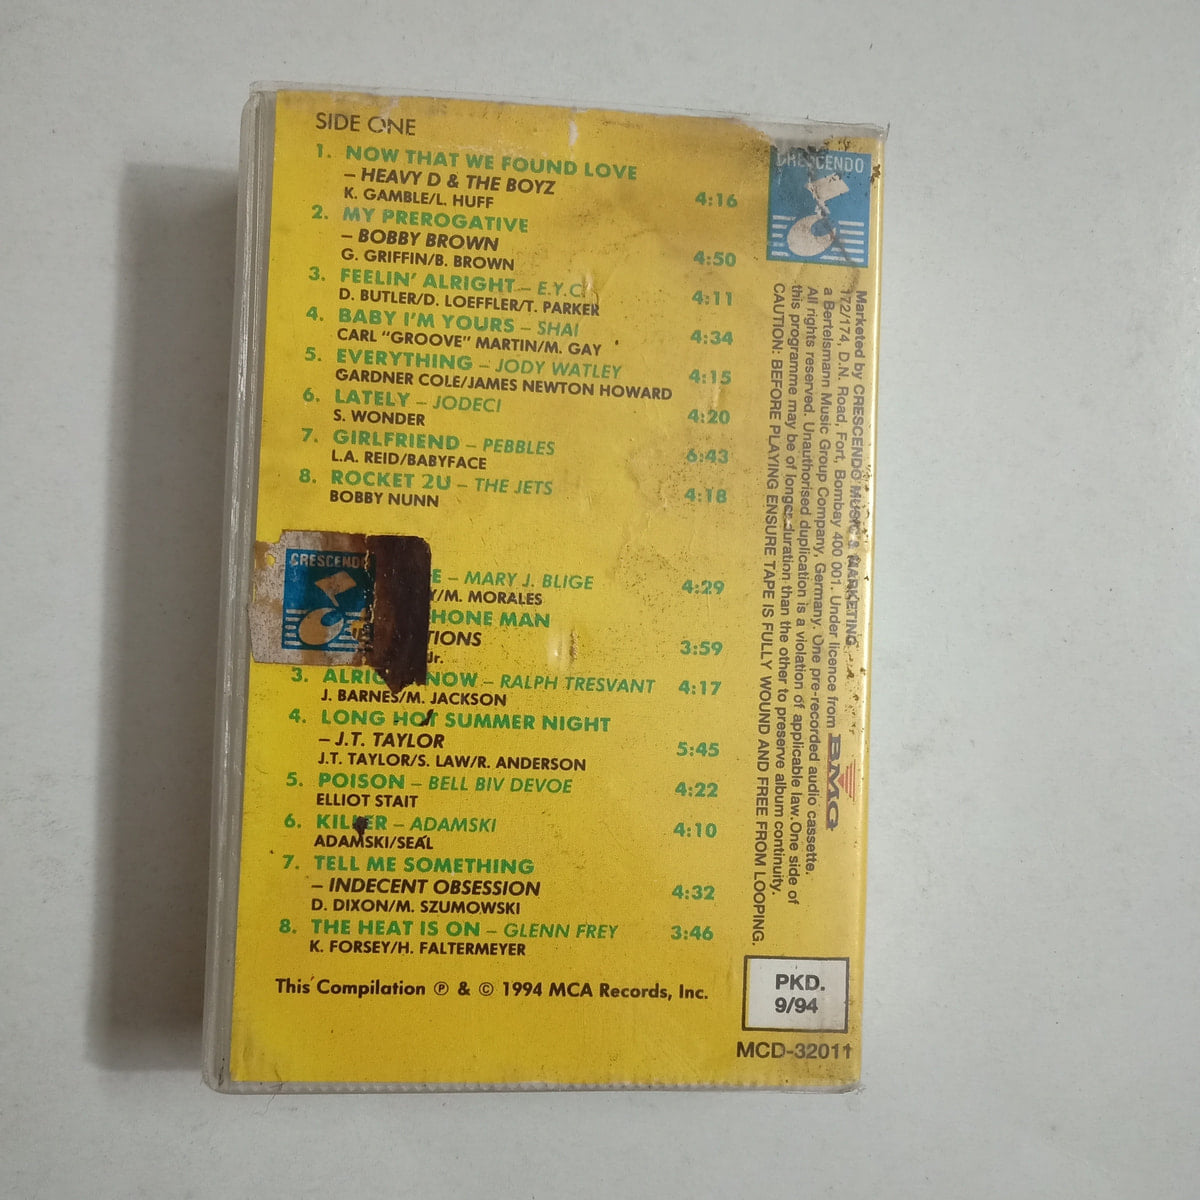 SIDE ONE
1. NOW THAT WE FOUND LOVE
– HEAVY D & THE BOYZ
K. GAMBLE/L. HUFF 4:16
2. MY PREROGATIVE
– BOBBY BROWN
G. GRIFFIN/B. BROWN 4:50
3. FEELIN' ALRIGHT – E.Y.C. 4:11
D. BUTLER/D. LOEFFLER/T. PARKER
4. BABY I'M YOURS – SHAI 4:34
CARL "GROOVE" MARTIN/M. GAY
5. EVERYTHING – JODY WATLEY 4:15
GARDNER COLE/JAMES NEWTON HOWARD
6. LATELY – JODECI 4:20
S. WONDER
7. GIRLFRIEND – PEBBLES 6:43
L.A. REID/BABYFACE
8. ROCKET 2U – THE JETS 4:18
BOBBY NUNN
CRESCENDO
– MARY J. BLIGE 4:29
/M. MORALES
MAN
3:59
Jr.
3. NOW – RALPH TRESVANT 4:17
J. BARNES/M. JACKSON
4. LONG HOT SUMMER NIGHT
– J.T. TAYLOR 5:45
J.T. TAYLOR/S. LAW/R. ANDERSON
5. POISON – BELL BIV DEVOE 4:22
ELLIOT STAIT
6. KILLER – ADAMSKI 4:10
ADAMSKI/SEAL
7. TELL ME SOMETHING
– INDECENT OBSESSION 4:32
D. DIXON/M. SZUMOWSKI
8. THE HEAT IS ON – GLENN FREY 3:46
K. FORSEY/H. FALTERMEYER
This Compilation ℗ & © 1994 MCA Records, Inc.
CRESCENDO
Marketed by CRESCENDO MUSIC & MARKETING
172/174, D.N. Road, Fort, Bombay 400 001. Under licence from BMG
a Bertelsmann Music Group Company, Germany. One pre-recorded audio cassette.
All rights reserved. Unauthorised duplication is a violation of applicable law. One side of
this programme may be of longer duration than the other to preserve album continuity.
CAUTION: BEFORE PLAYING ENSURE TAPE IS FULLY WOUND AND FREE FROM LOOPING.
PKD.
9/94
MCD-32011